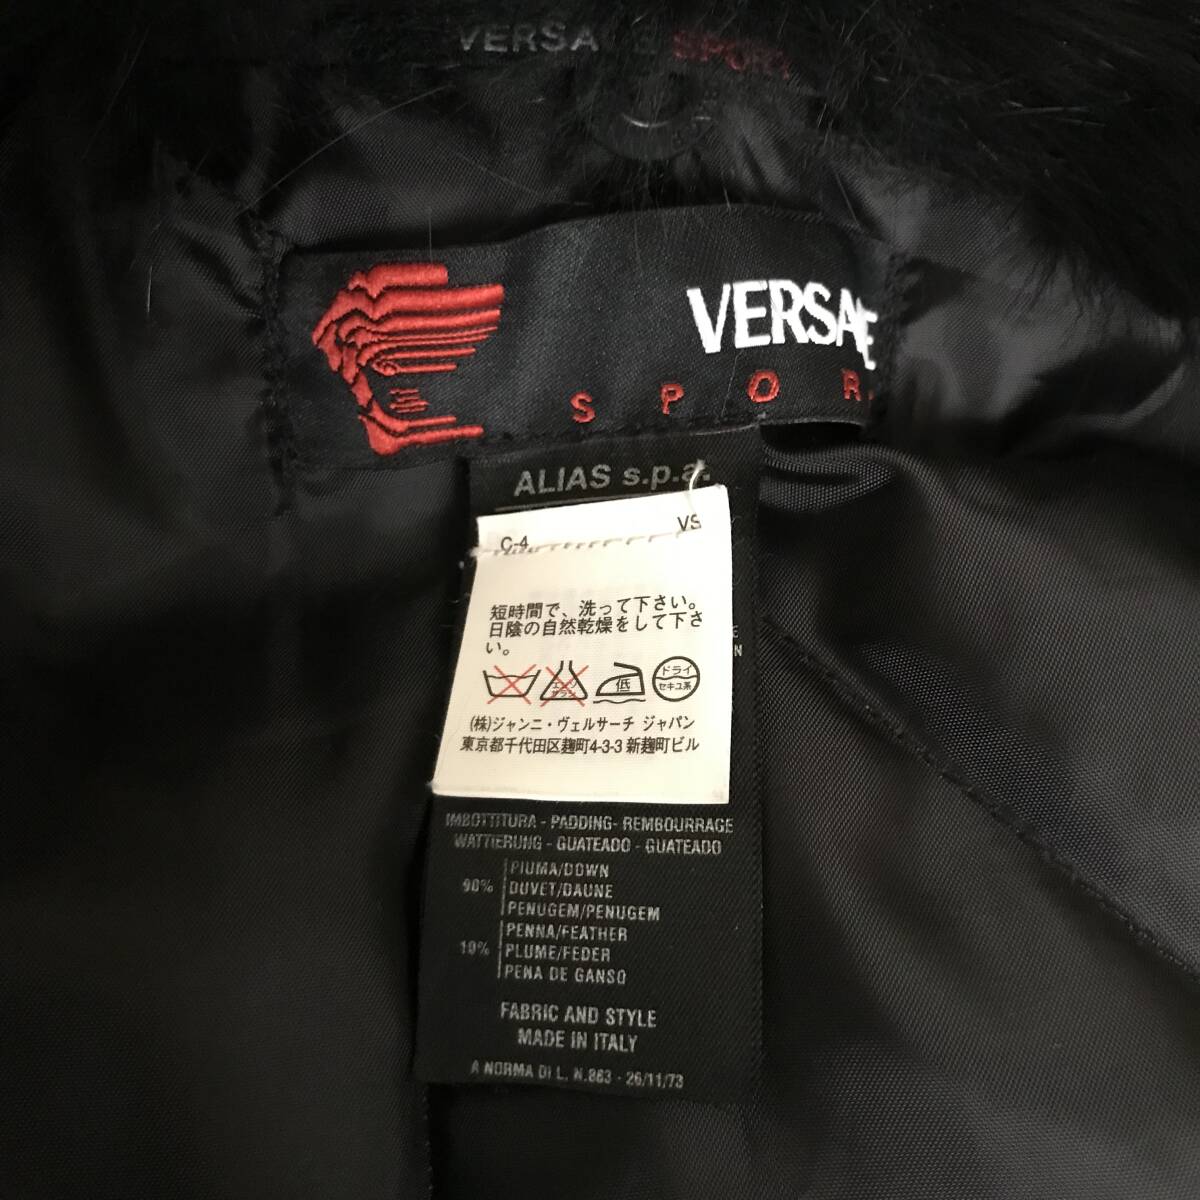 VERSACE SPORT
VERSACE
SPOR
ALIAS s.p.a.
C-4 VS
短時間で、洗って下さい。
日陰の自然乾燥をして下さ
い。
低 ドライ セキユ系
(株)ジャンニ・ヴェルサーチ ジャパン
東京都千代田区麹町4-3-3 新麹町ビル
E
N
IMBOTTITURA - PADDING- REMBOURRAGE
WATTIERUNG - GUATEADO - GUATEADO
PIUMA/DOWN
90% DUVET/DAUNE
PENUGEM/PENUGEM
PENNA/FEATHER
10% PLUME/FEDER
PENA DE GANSO
FABRIC AND STYLE
MADE IN ITALY
A NORMA DI L. N.863 - 26/11/73